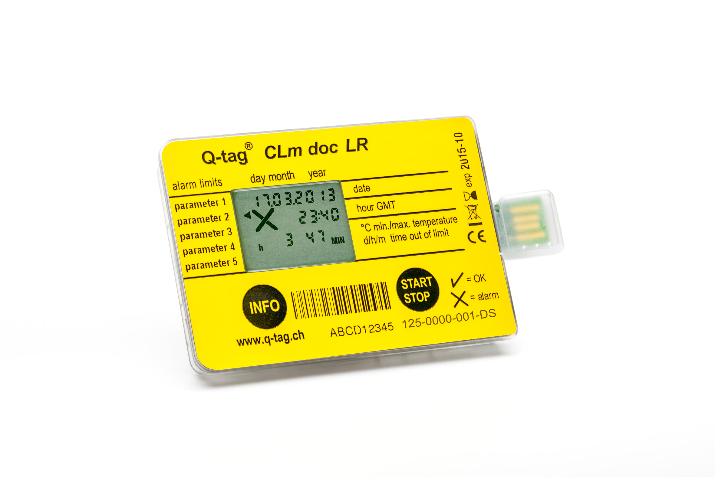 Q-tag® CLm doc LR
alarm limits day month year
parameter 1 17.03.2013 date
parameter 2 23:40 hour GMT
parameter 3 °C min./max. temperature
parameter 4 h 3 47 MIN d/h/m time out of limit
parameter 5
exp 2015-10
CE
INFO
START
STOP
✓ = OK
✗ = alarm
www.q-tag.ch
ABCD12345 125-0000-001-DS